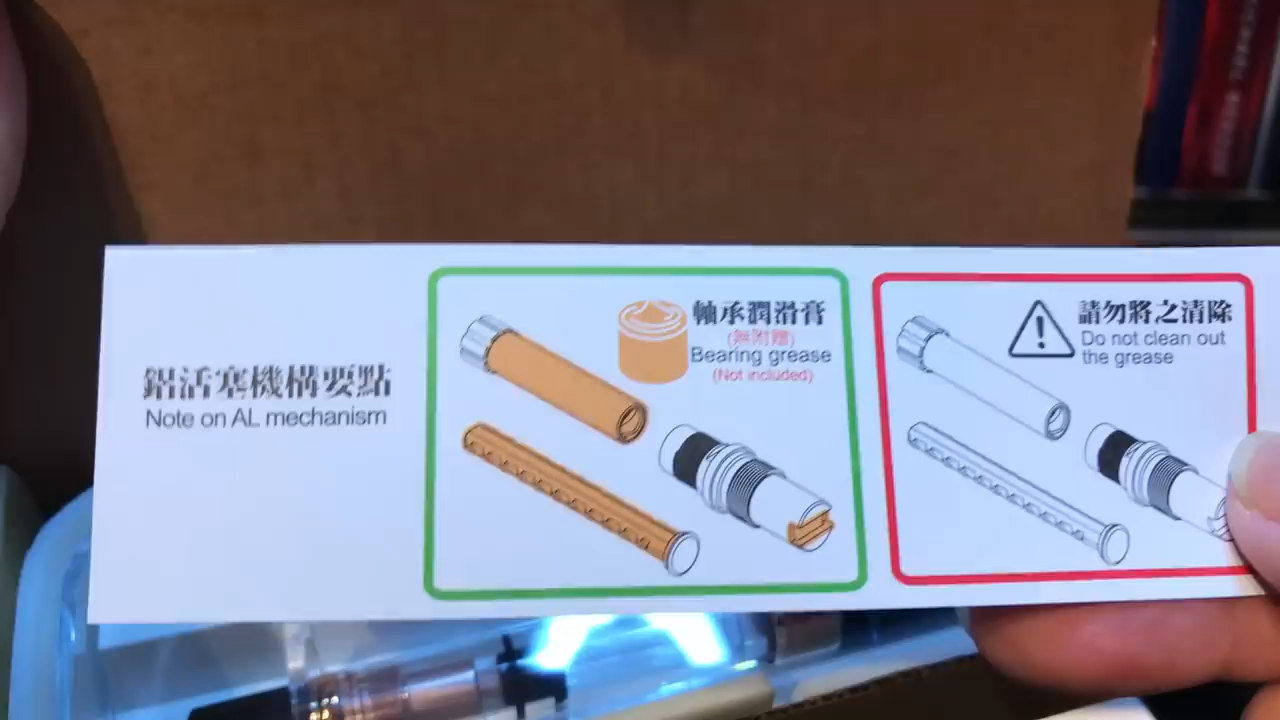 鋁活塞機構要點
Note on AL mechanism
軸承潤滑膏
(無附贈)
Bearing grease
(Not included)
請勿將之清除
Do not clean out
the grease